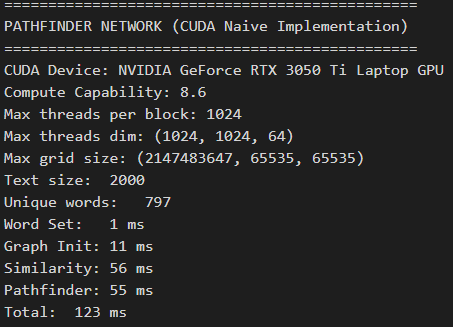 ==============================================
PATHFINDER NETWORK (CUDA Naive Implementation)
==============================================
CUDA Device: NVIDIA GeForce RTX 3050 Ti Laptop GPU
Compute Capability: 8.6
Max threads per block: 1024
Max threads dim: (1024, 1024, 64)
Max grid size: (2147483647, 65535, 65535)
Text size:  2000
Unique words:   797
Word Set:   1 ms
Graph Init: 11 ms
Similarity: 56 ms
Pathfinder: 55 ms
Total:  123 ms